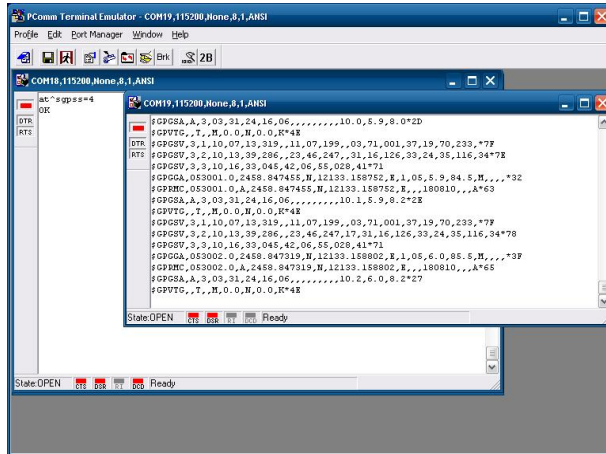 PComm Terminal Emulator - COM19,115200,None,8,1,ANSI
Profile Edit Port Manager Window Help
Brk 2B
COM18,115200,None,8,1,ANSI
DTR
RTS
at^sgpss=4
OK
COM19,115200,None,8,1,ANSI
DTR
RTS
$GPGSA,A,3,03,31,24,16,06,,,,,,,,10.0,5.9,8.0*2D
$GPVTG,,T,,M,0.0,N,0.0,K*4E
$GPGSV,3,1,10,07,13,319,,11,07,199,,03,71,001,37,19,70,233,*7F
$GPGSV,3,2,10,13,39,286,,23,46,247,,31,16,126,33,24,35,116,34*7E
$GPGSV,3,3,10,16,33,045,42,06,55,028,41*71
$GPGGA,053001.0,2458.847455,N,12133.158752,E,1,05,5.9,84.5,M,,,,*32
$GPRMC,053001.0,A,2458.847455,N,12133.158752,E,,,180810,,,A*63
$GPGSA,A,3,03,31,24,16,06,,,,,,,,10.1,5.9,8.2*2E
$GPVTG,,T,,M,0.0,N,0.0,K*4E
$GPGSV,3,1,10,07,13,319,,11,07,199,,03,71,001,37,19,70,233,*7F
$GPGSV,3,2,10,13,39,286,,23,46,247,17,31,16,126,33,24,35,116,34*78
$GPGSV,3,3,10,16,33,045,42,06,55,028,41*71
$GPGGA,053002.0,2458.847319,N,12133.158802,E,1,05,6.0,85.5,M,,,,*3F
$GPRMC,053002.0,A,2458.847319,N,12133.158802,E,,,180810,,,A*65
$GPGSA,A,3,03,31,24,16,06,,,,,,,,10.2,6.0,8.2*27
$GPVTG,,T,,M,0.0,N,0.0,K*4E
State:OPEN CTS DSR RI DCD Ready
State:OPEN CTS DSR RI DCD Ready